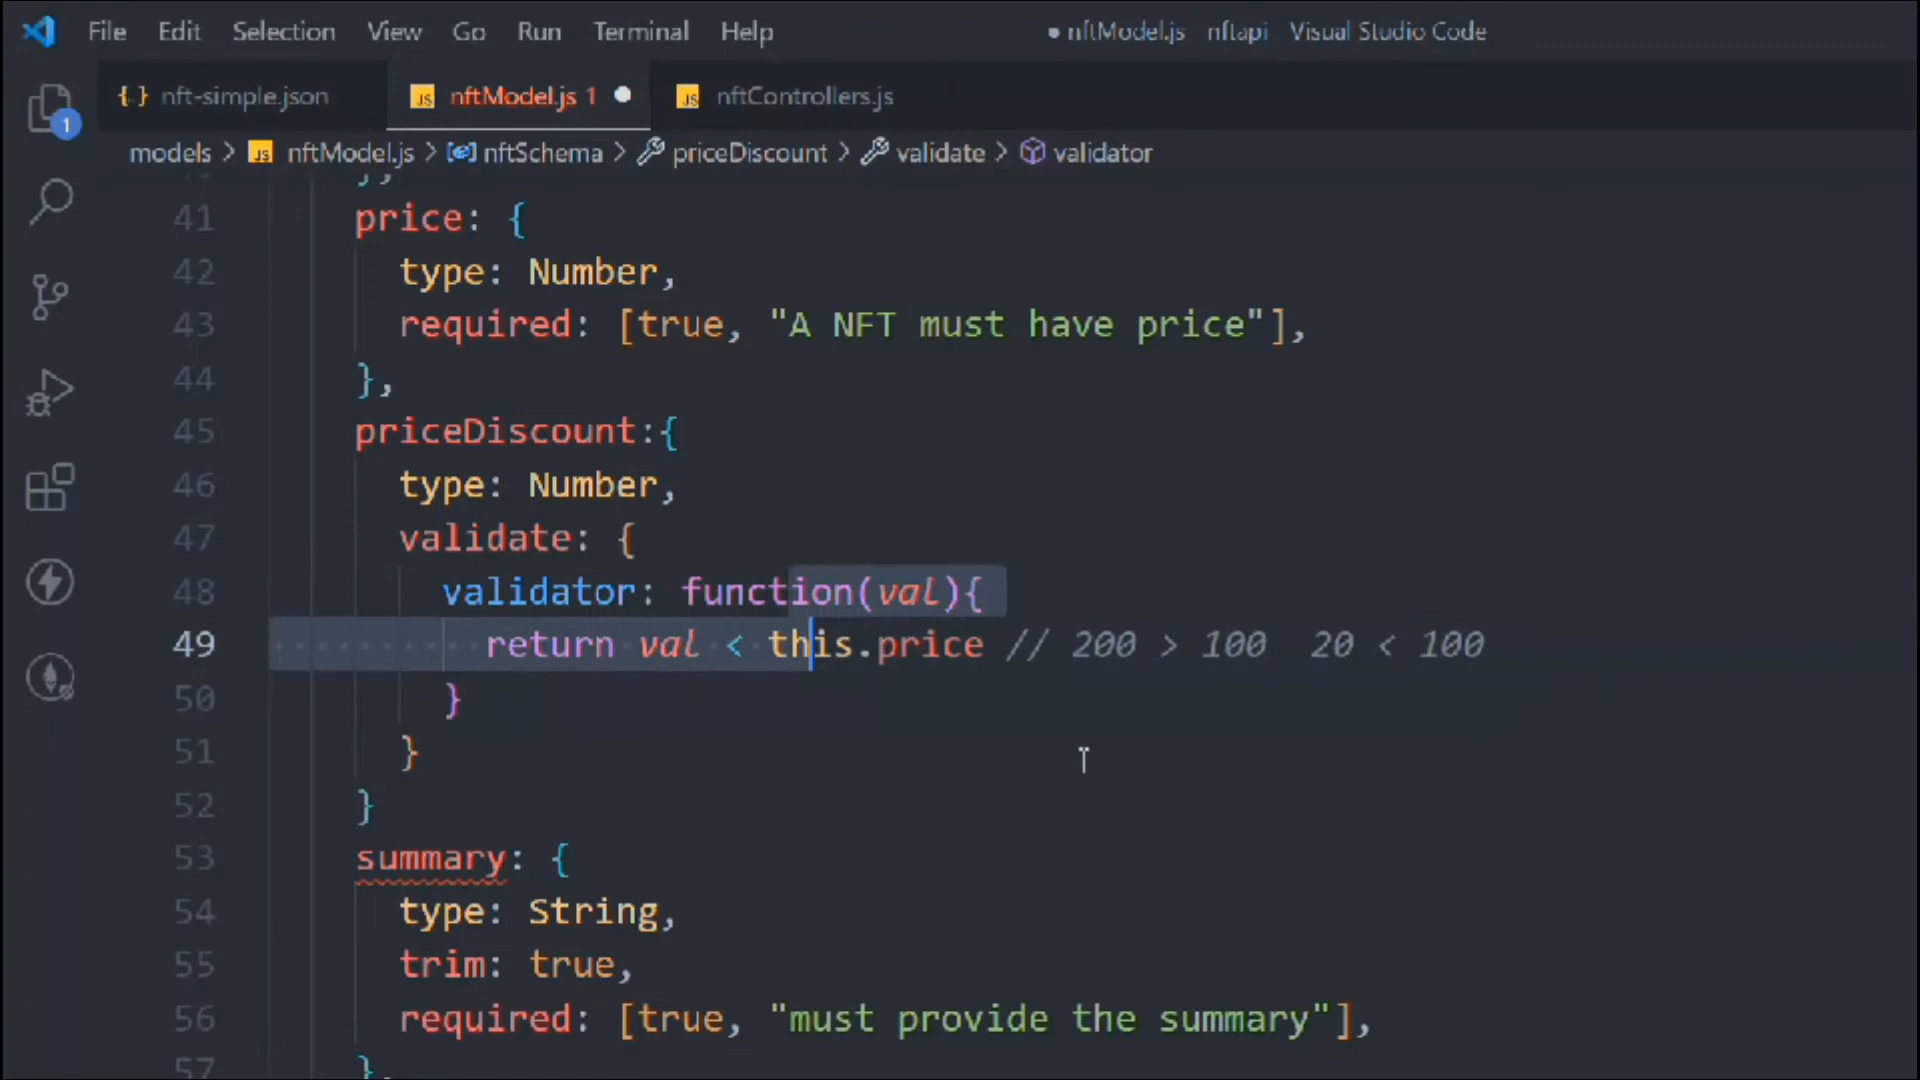 File Edit Selection View Go Run Terminal Help ● nftModel.js nftapi Visual Studio Code
{ } nft-simple.json JS nftModel.js 1 ● JS nftControllers.js
1
models > JS nftModel.js > nftSchema > priceDiscount > validate > validator
},
41 price: {
42 type: Number,
43 required: [true, "A NFT must have price"],
44 },
45 priceDiscount:{
46 type: Number,
47 validate: {
48 validator: function(val){
49 return val < this.price // 200 > 100 20 < 100
50 }
51 }
52 }
53 summary: {
54 type: String,
55 trim: true,
56 required: [true, "must provide the summary"],
57 },